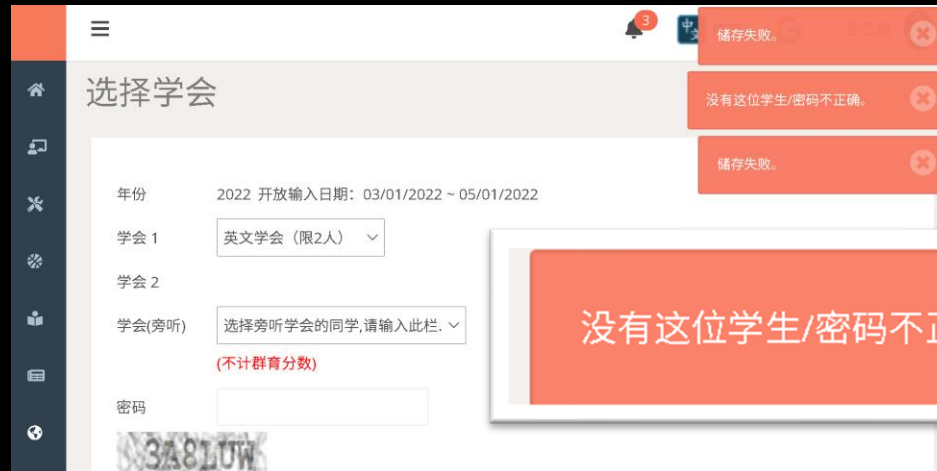 3
中文
储存失败。
选择学会
没有这位学生/密码不正确。
储存失败。
年份
2022 开放输入日期：03/01/2022 ~ 05/01/2022
学会 1
英文学会（限2人）
学会 2
学会(旁听)
选择旁听学会的同学,请输入此栏.
(不计群育分数)
没有这位学生/密码不正
密码
3A8LUW